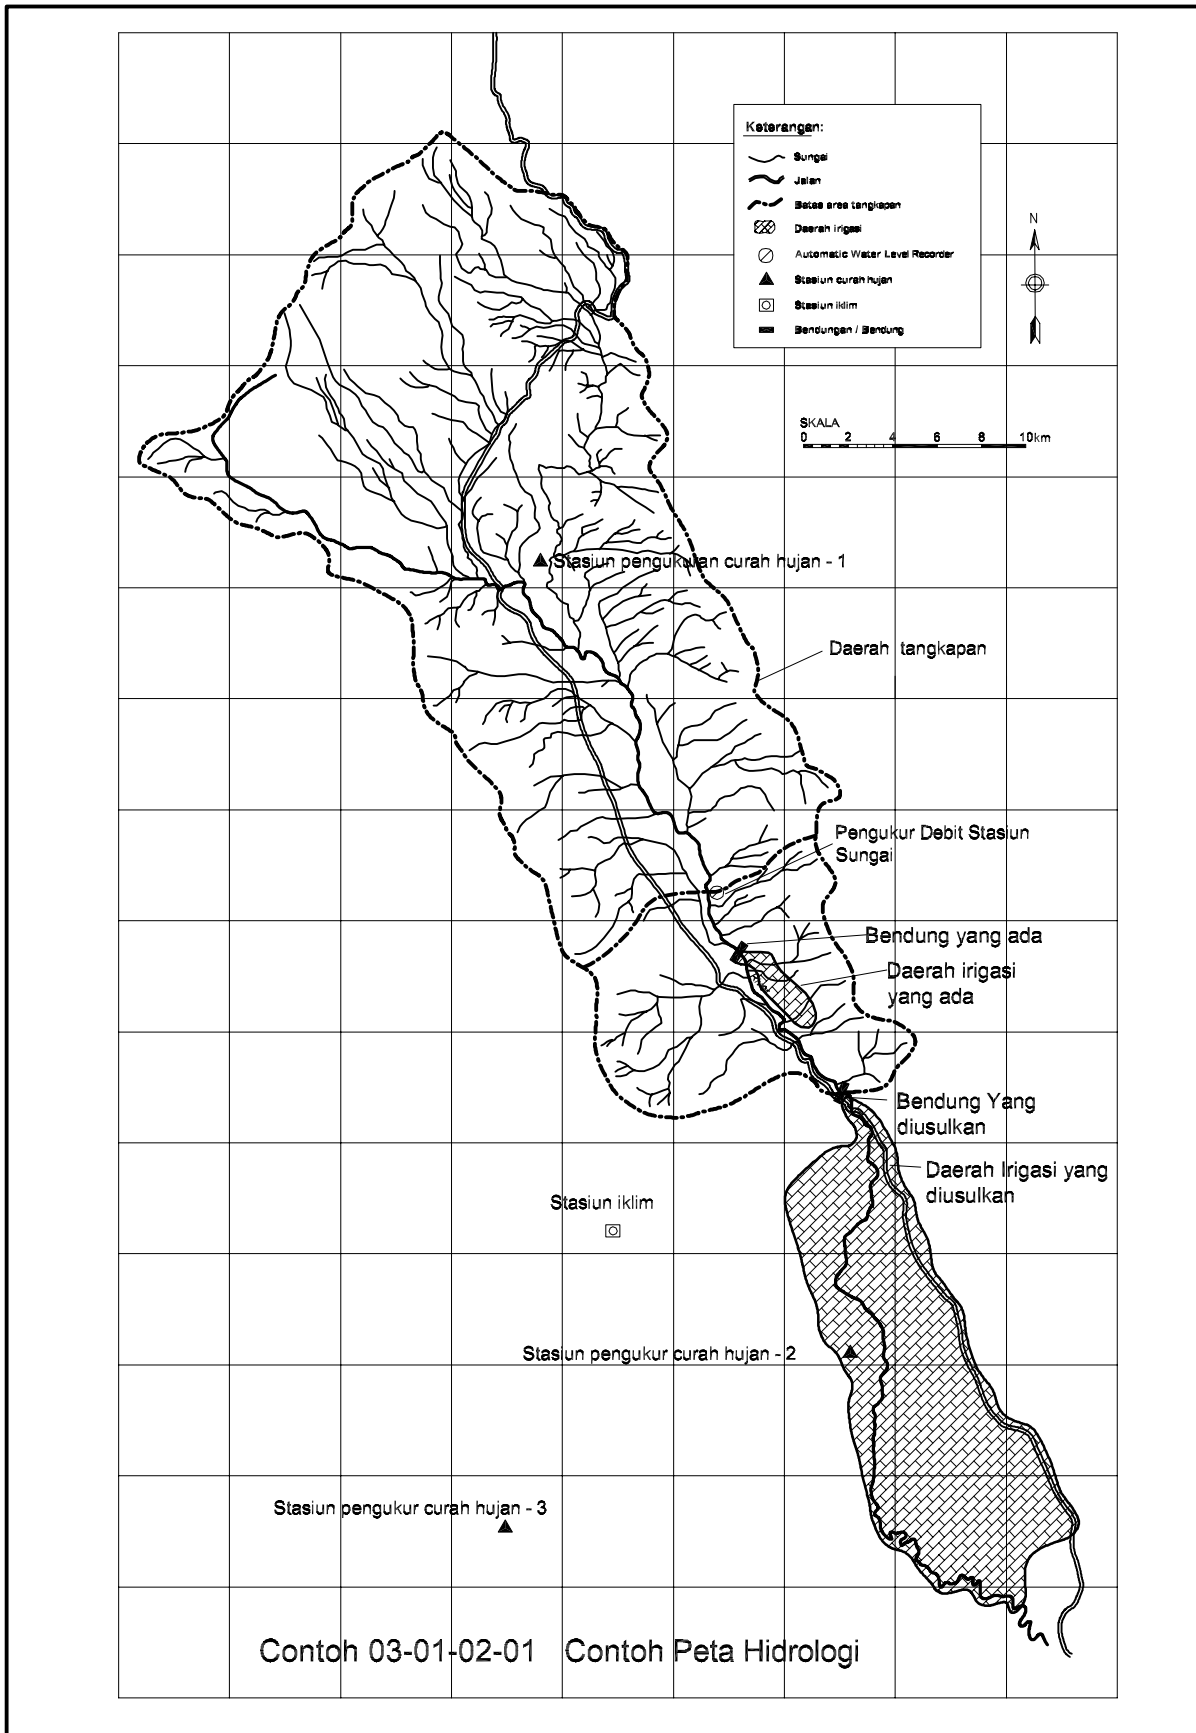 Keterangan:
Sungai
Jalan
Batas area tangkapan
Daerah irigasi
Automatic Water Level Recorder
Stasiun curah hujan
Stasiun iklim
Bendungan / Bendung
N
SKALA
0 2 4 6 8 10km
Stasiun pengukuran curah hujan - 1
Daerah tangkapan
Pengukur Debit Stasiun
Sungai
Bendung yang ada
Daerah irigasi
yang ada
Bendung Yang
diusulkan
Daerah Irigasi yang
diusulkan
Stasiun iklim
Stasiun pengukur curah hujan - 2
Stasiun pengukur curah hujan - 3
Contoh 03-01-02-01 Contoh Peta Hidrologi